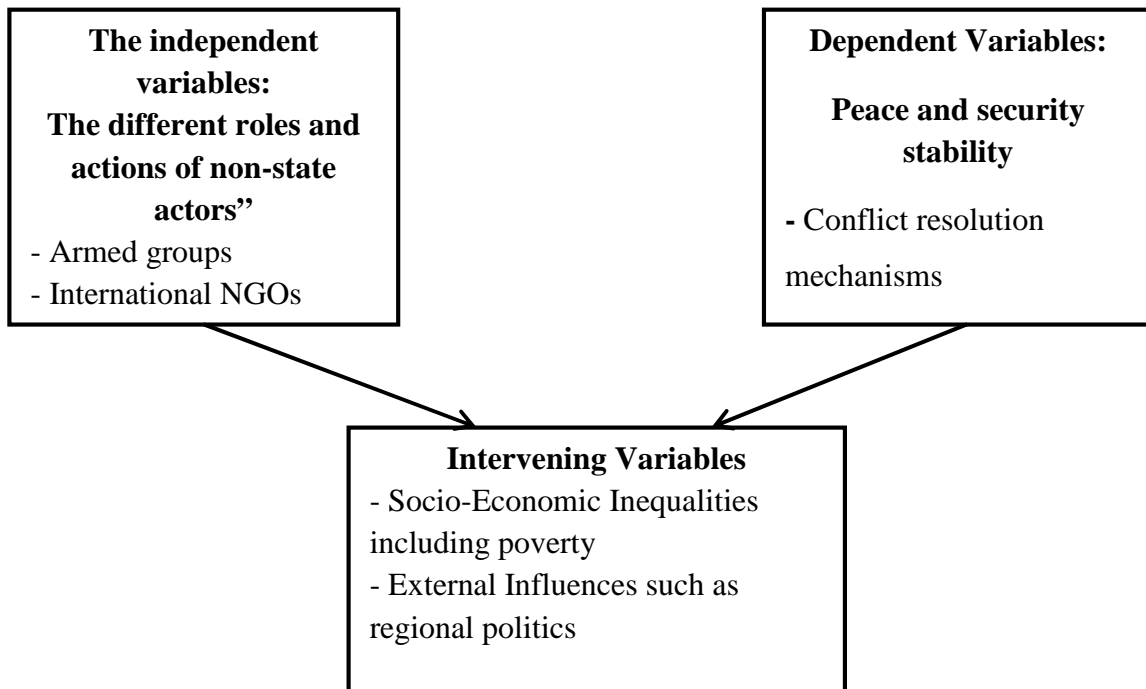 The independent
variables:
The different roles and
actions of non-state
actors”
- Armed groups
- International NGOs
Dependent Variables:
Peace and security
stability
- Conflict resolution
mechanisms
Intervening Variables
- Socio-Economic Inequalities
including poverty
- External Influences such as
regional politics